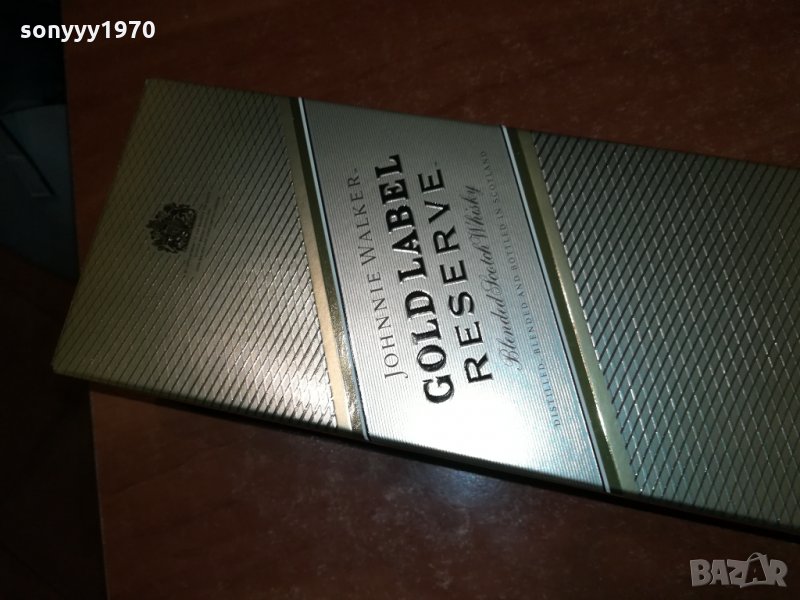 sonyyy1970
JOHNNIE WALKER.
GOLD LABEL
RESERVE
Blended Scotch Whisky
DISTILLED, BLENDED AND BOTTLED IN SCOTLAND
BAZAR